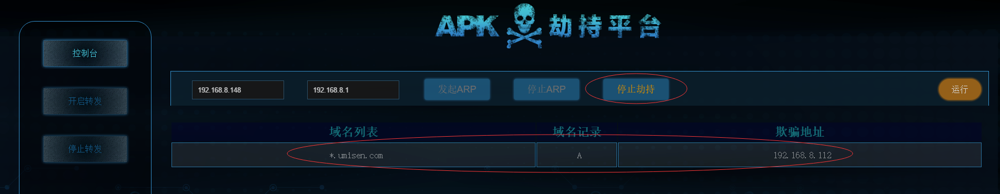 APK 劫持平台
控制台
开启转发
停止转发
192.168.8.148 192.168.8.1 发起ARP 停止ARP 停止劫持 运行
域名列表 域名记录 欺骗地址
*.umisen.com A 192.168.8.112